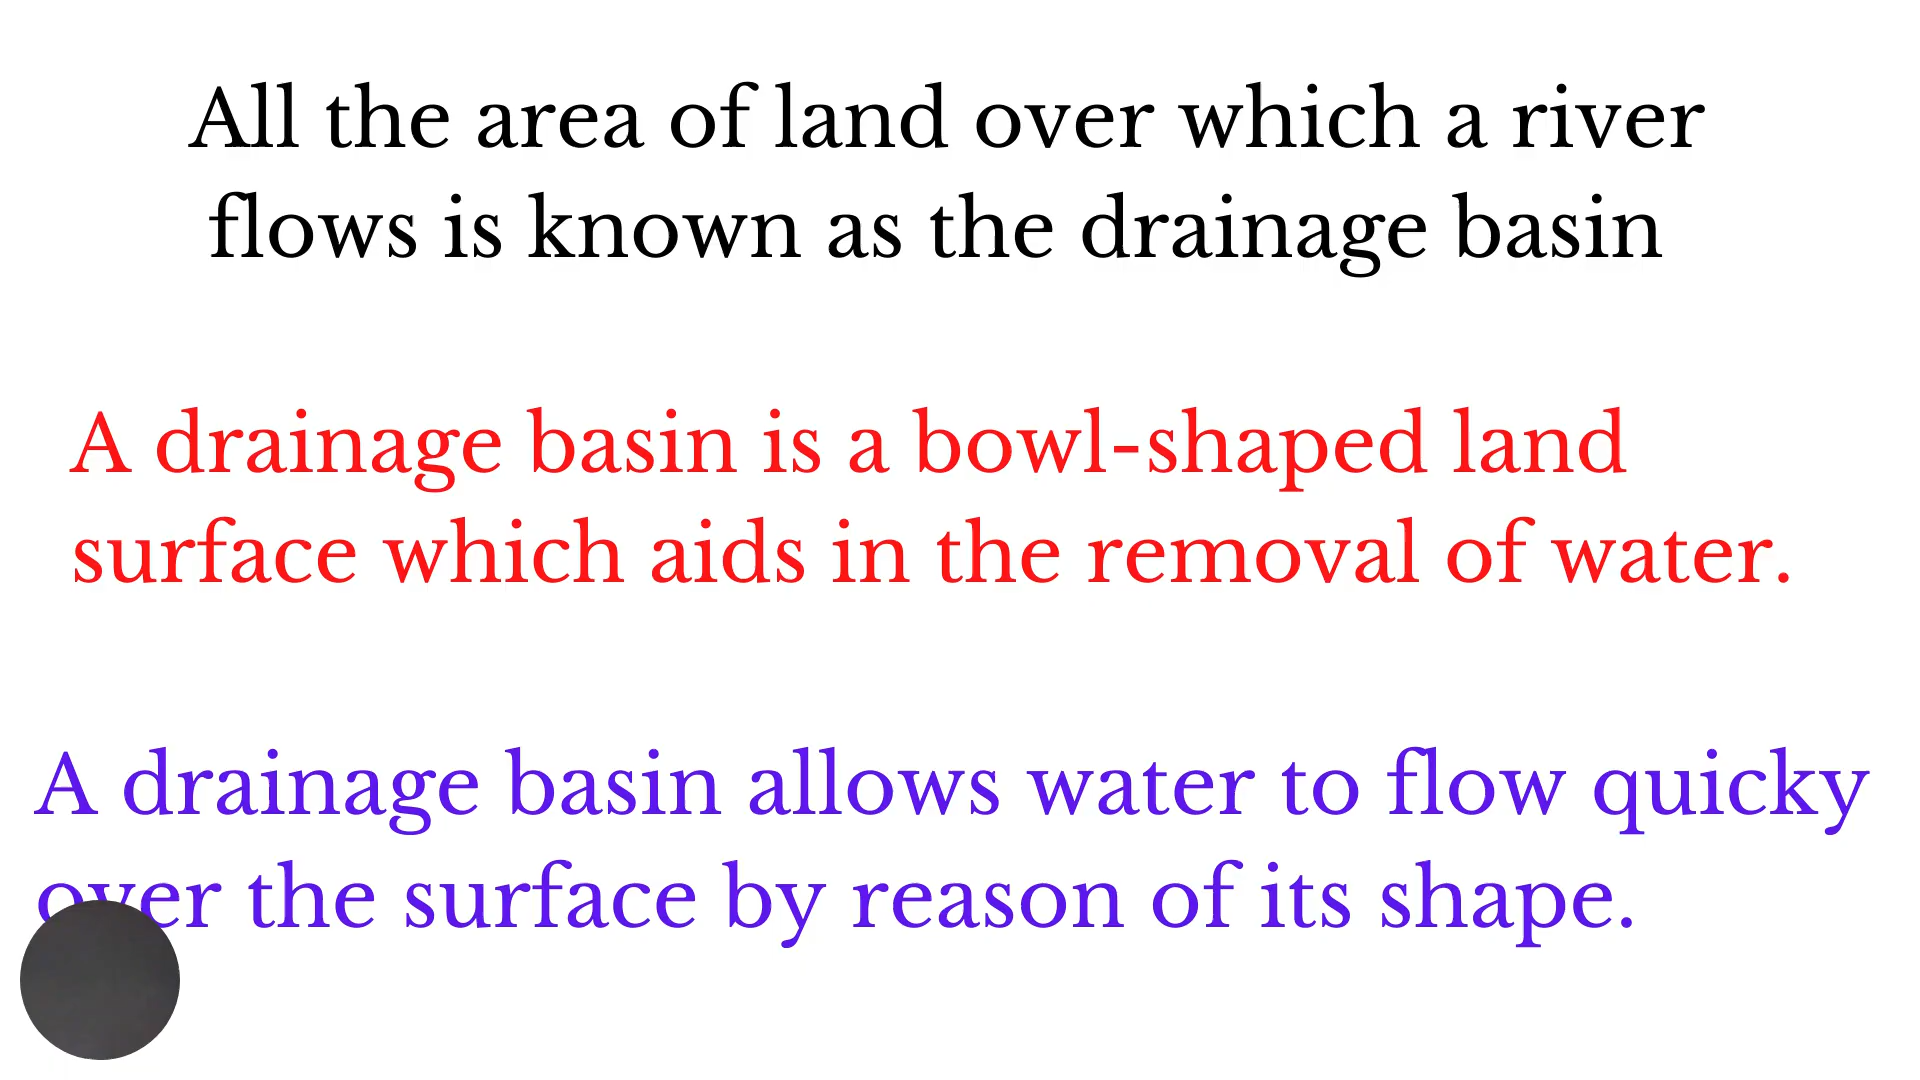 All the area of land over which a river
flows is known as the drainage basin
A drainage basin is a bowl-shaped land
surface which aids in the removal of water.
A drainage basin allows water to flow quicky
over the surface by reason of its shape.